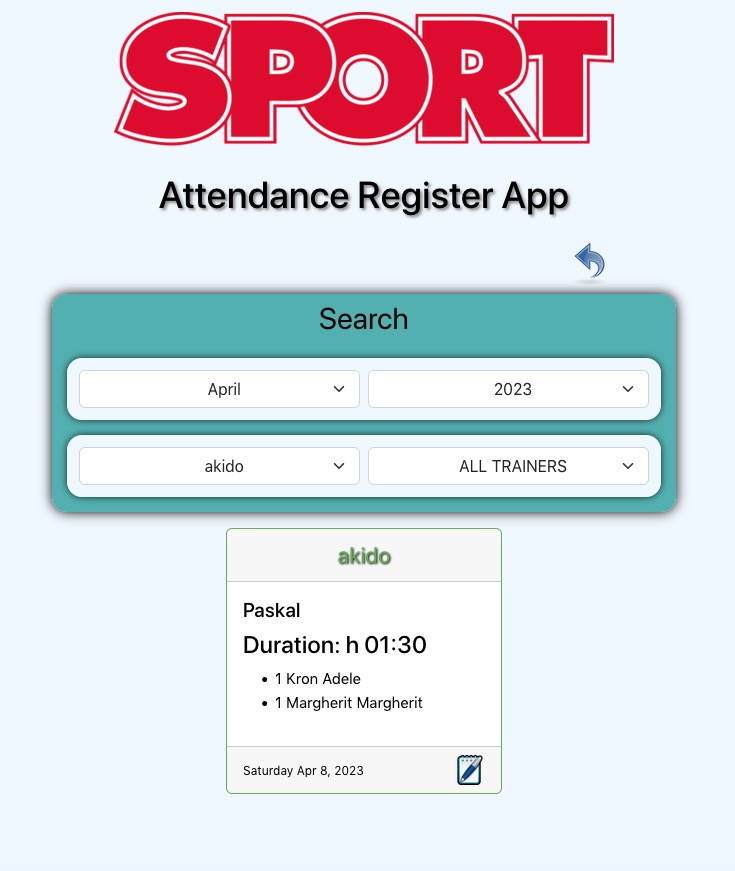 SPORT
Attendance Register App
Search
April
2023
akido
ALL TRAINERS
akido
Paskal
Duration: h 01:30
• 1 Kron Adele
• 1 Margherit Margherit
Saturday Apr 8, 2023